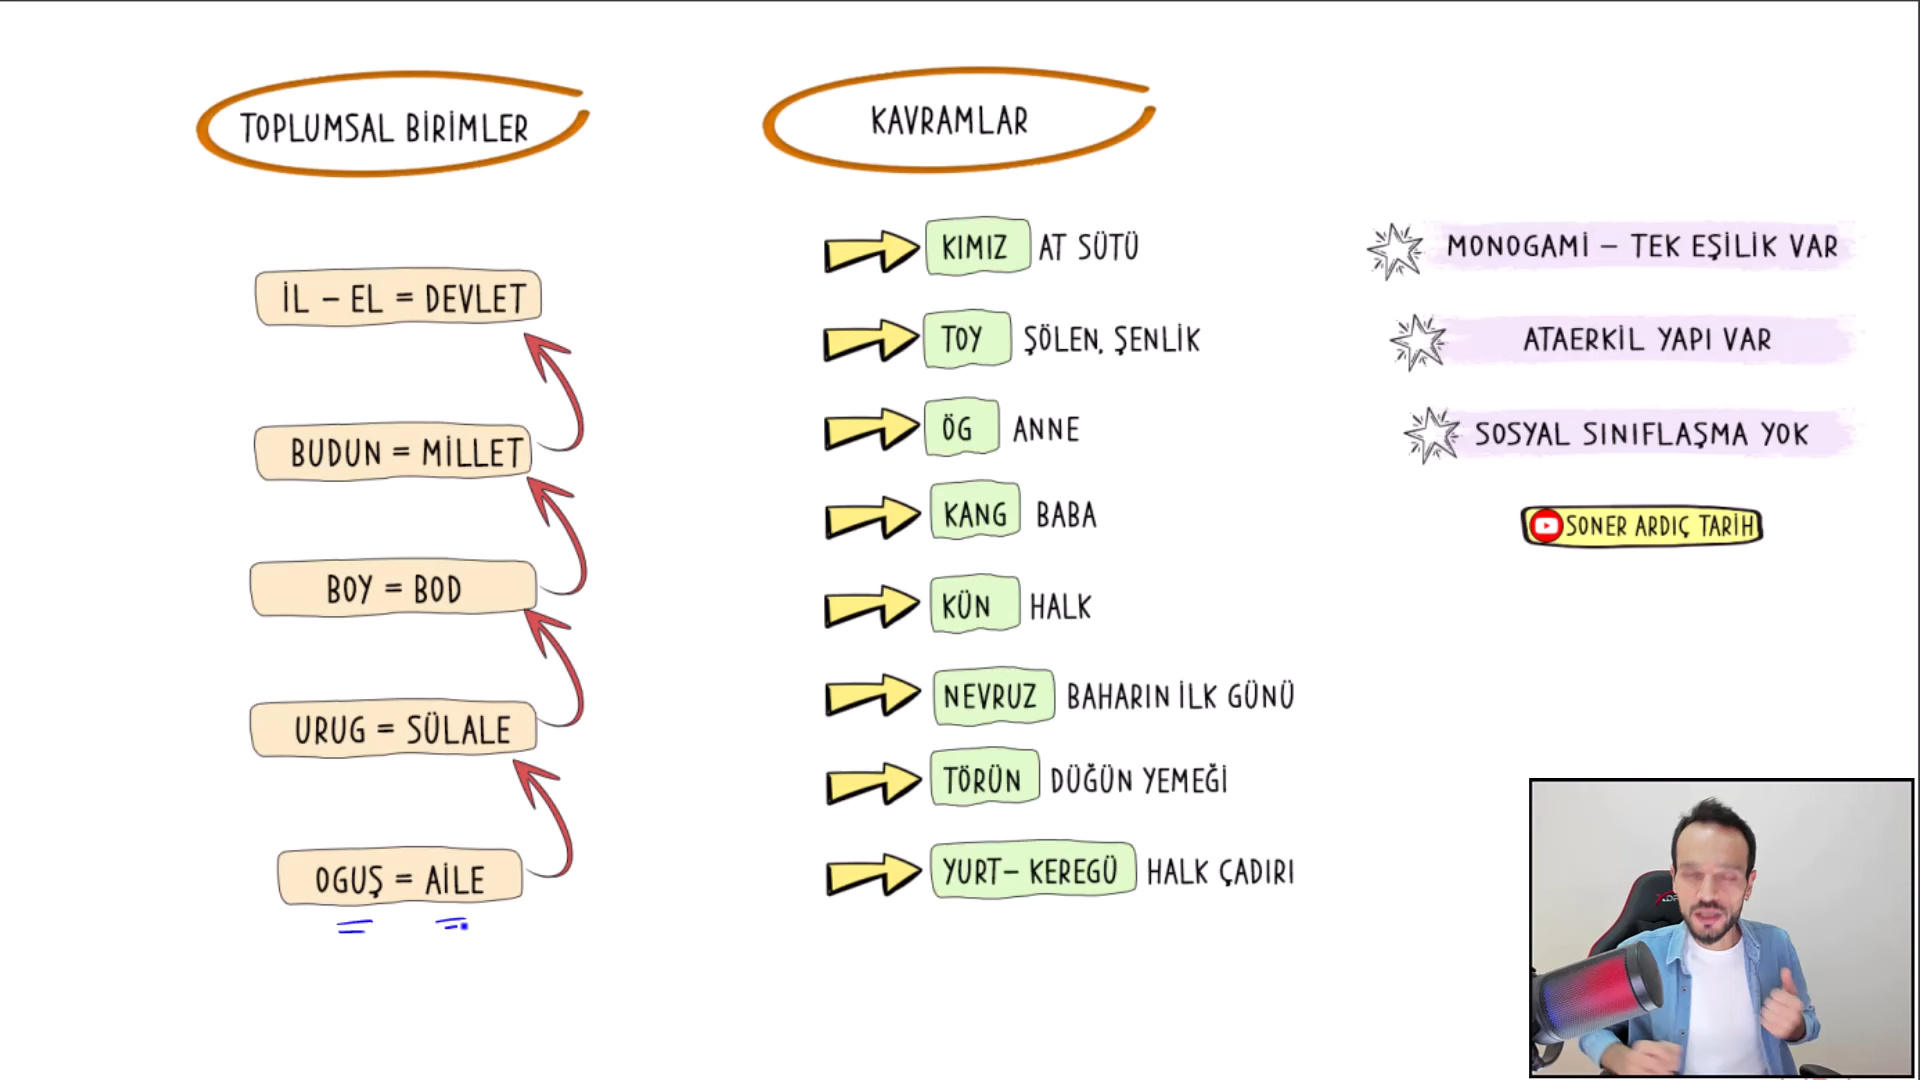 TOPLUMSAL BİRİMLER
İL – EL = DEVLET
BUDUN = MİLLET
BOY = BOD
URUG = SÜLALE
OGUŞ = AİLE
KAVRAMLAR
KIMIZ AT SÜTÜ
TOY ŞÖLEN, ŞENLİK
ÖG ANNE
KANG BABA
KÜN HALK
NEVRUZ BAHARIN İLK GÜNÜ
TÖRÜN DÜĞÜN YEMEĞİ
YURT– KEREGÜ HALK ÇADIRI
MONOGAMİ – TEK EŞİLİK VAR
ATAERKİL YAPI VAR
SOSYAL SINIFLAŞMA YOK
SONER ARDIÇ TARİH